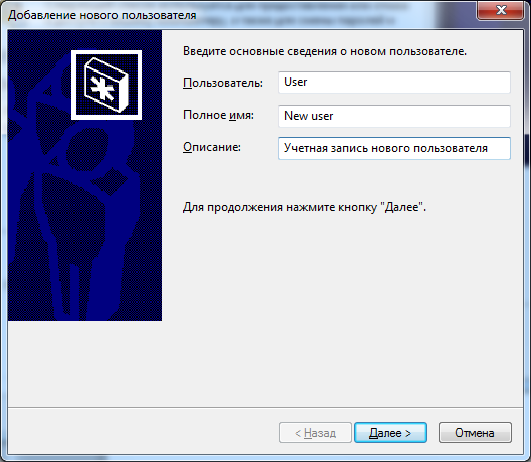 Добавление нового пользователя
Введите основные сведения о новом пользователе.
Пользователь: User
Полное имя: New user
Описание: Учетная запись нового пользователя
Для продолжения нажмите кнопку "Далее".
< Назад Далее > Отмена